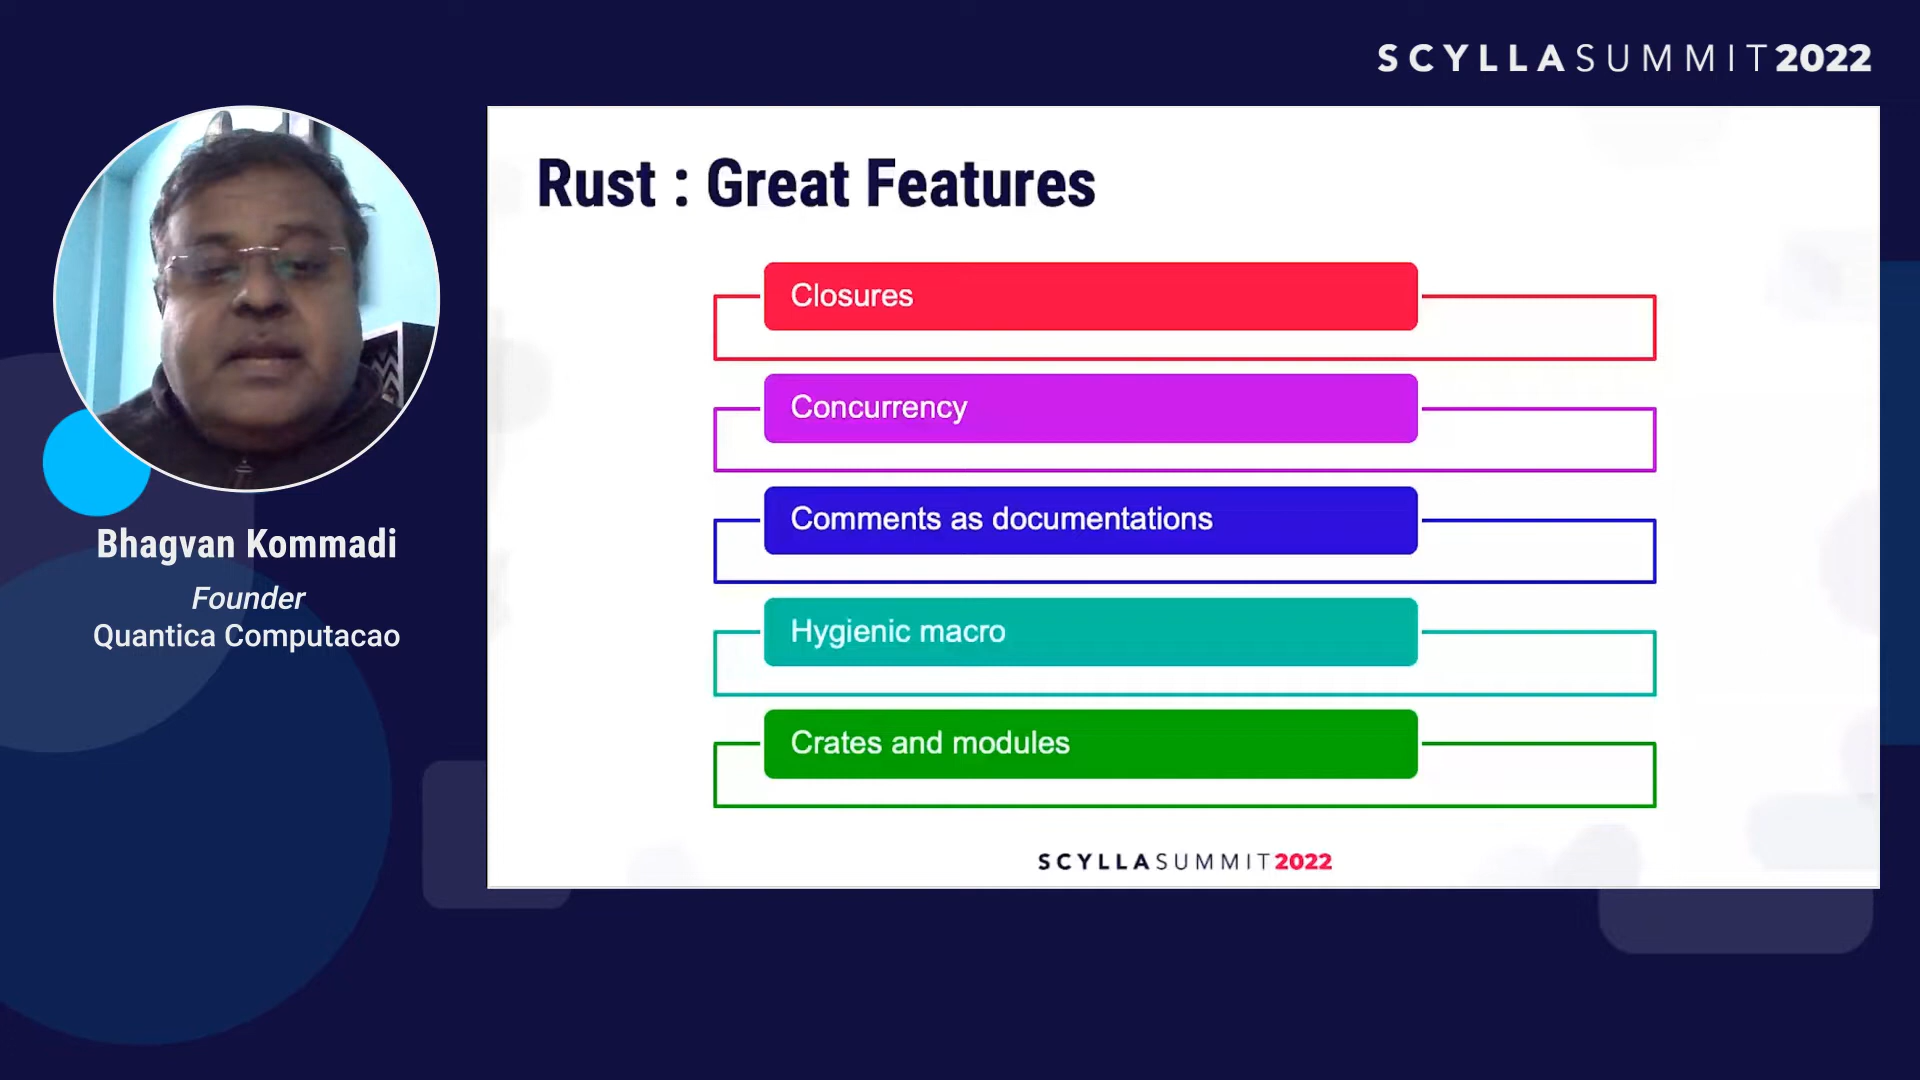 SCYLLASUMMIT2022
Rust : Great Features
Closures
Concurrency
Comments as documentations
Hygienic macro
Crates and modules
SCYLLASUMMIT2022
Bhagvan Kommadi
Founder
Quantica Computacao